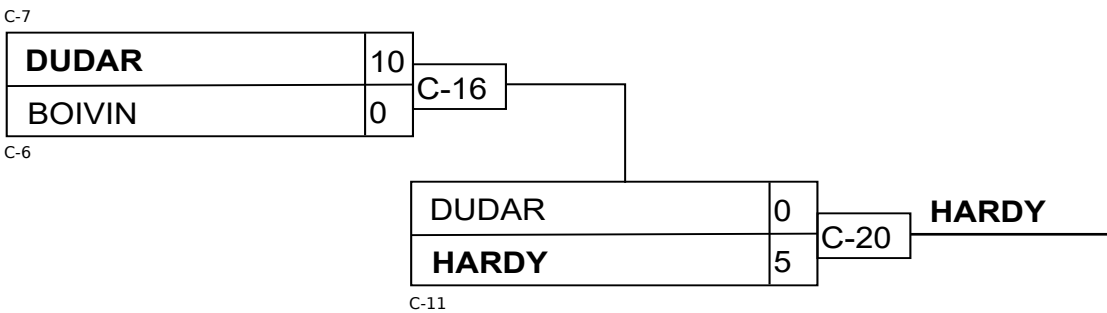 C-7
DUDAR 10
C-16
BOIVIN 0
C-6
DUDAR 0
HARDY
C-20
HARDY 5
C-11